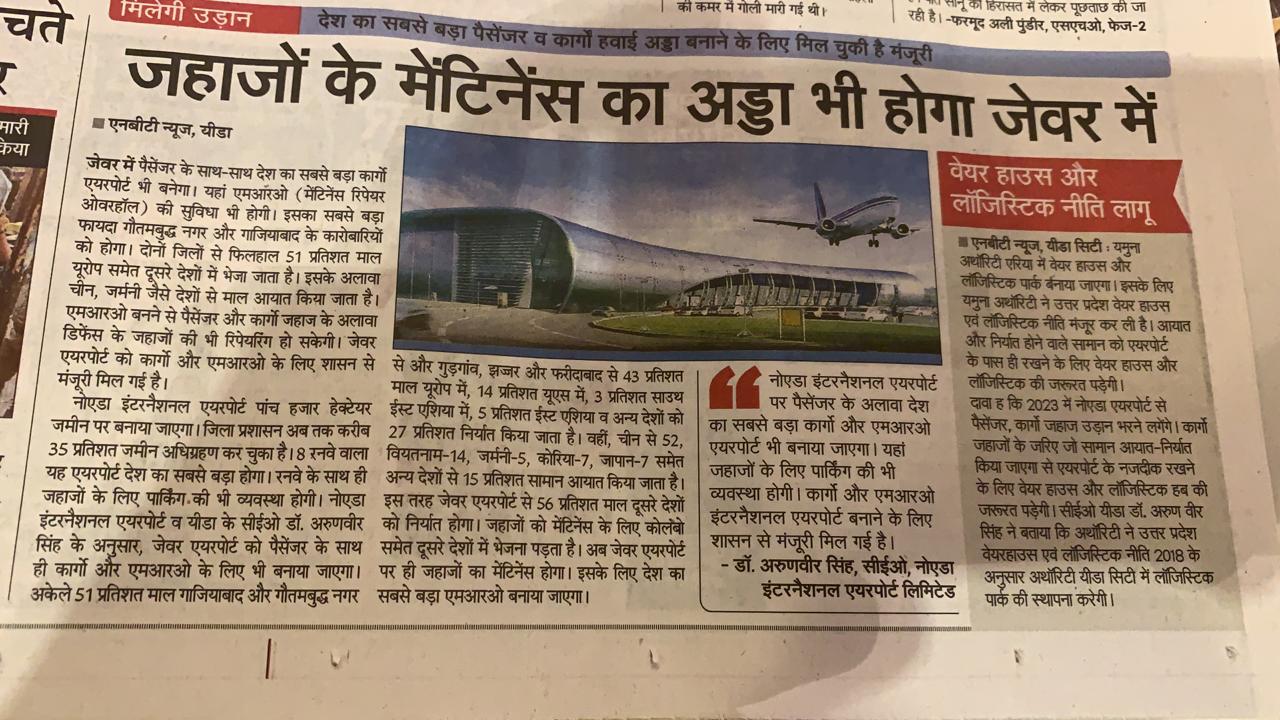 चते
मारी
किया
की कमर में गोली मारी गई थी।
सोनू को हिरासत में लेकर पूछताछ की जा
रही है। -फरमूद अली पुंडीर, एसएचओ, फेज-2
मिलेगी उड़ान
देश का सबसे बड़ा पैसेंजर व कार्गो हवाई अड्डा बनाने के लिए मिल चुकी है मंजूरी
जहाजों के मेंटिनेंस का अड्डा भी होगा जेवर में
■ एनबीटी न्यूज, यीडा
जेवर में पैसेंजर के साथ-साथ देश का सबसे बड़ा कार्गो
एयरपोर्ट भी बनेगा। यहां एमआरओ (मेंटिनेंस रिपेयर
ओवरहॉल) की सुविधा भी होगी। इसका सबसे बड़ा
फायदा गौतमबुद्ध नगर और गाजियाबाद के कारोबारियों
को होगा। दोनों जिलों से फिलहाल 51 प्रतिशत माल
यूरोप समेत दूसरे देशों में भेजा जाता है। इसके अलावा
चीन, जर्मनी जैसे देशों से माल आयात किया जाता है।
एमआरओ बनने से पैसेंजर और कार्गो जहाज के अलावा
डिफेंस के जहाजों की भी रिपेयरिंग हो सकेगी। जेवर
एयरपोर्ट को कार्गो और एमआरओ के लिए शासन से
मंजूरी मिल गई है।
नोएडा इंटरनैशनल एयरपोर्ट पांच हजार हेक्टेयर
जमीन पर बनाया जाएगा। जिला प्रशासन अब तक करीब
35 प्रतिशत जमीन अधिग्रहण कर चुका है। 8 रनवे वाला
यह एयरपोर्ट देश का सबसे बड़ा होगा। रनवे के साथ ही
जहाजों के लिए पार्किंग की भी व्यवस्था होगी। नोएडा
इंटरनैशनल एयरपोर्ट व यीडा के सीईओ डॉ. अरुणवीर
सिंह के अनुसार, जेवर एयरपोर्ट को पैसेंजर के साथ
ही कार्गो और एमआरओ के लिए भी बनाया जाएगा।
अकेले 51 प्रतिशत माल गाजियाबाद और गौतमबुद्ध नगर
से और गुड़गांव, झज्जर और फरीदाबाद से 43 प्रतिशत
माल यूरोप में, 14 प्रतिशत यूएस में, 3 प्रतिशत साउथ
ईस्ट एशिया में, 5 प्रतिशत ईस्ट एशिया व अन्य देशों को
27 प्रतिशत निर्यात किया जाता है। वहीं, चीन से 52,
वियतनाम-14, जर्मनी-5, कोरिया-7, जापान-7 समेत
अन्य देशों से 15 प्रतिशत सामान आयात किया जाता है।
इस तरह जेवर एयरपोर्ट से 56 प्रतिशत माल दूसरे देशों
को निर्यात होगा। जहाजों को मेंटिनेंस के लिए कोलंबो
समेत दूसरे देशों में भेजना पड़ता है। अब जेवर एयरपोर्ट
पर ही जहाजों का मेंटिनेंस होगा। इसके लिए देश का
सबसे बड़ा एमआरओ बनाया जाएगा।
❝ नोएडा इंटरनैशनल एयरपोर्ट
पर पैसेंजर के अलावा देश
का सबसे बड़ा कार्गो और एमआरओ
एयरपोर्ट भी बनाया जाएगा। यहां
जहाजों के लिए पार्किंग की भी
व्यवस्था होगी। कार्गो और एमआरओ
इंटरनैशनल एयरपोर्ट बनाने के लिए
शासन से मंजूरी मिल गई है।
- डॉ. अरुणवीर सिंह, सीईओ, नोएडा
इंटरनैशनल एयरपोर्ट लिमिटेड
वेयर हाउस और
लॉजिस्टिक नीति लागू
■ एनबीटी न्यूज, यीडा सिटी : यमुना
अथॉरिटी एरिया में वेयर हाउस और
लॉजिस्टिक पार्क बनाया जाएगा। इसके लिए
यमुना अथॉरिटी ने उत्तर प्रदेश वेयर हाउस
एवं लॉजिस्टिक नीति मंजूर कर ली है। आयात
और निर्यात होने वाले सामान को एयरपोर्ट
के पास ही रखने के लिए वेयर हाउस और
लॉजिस्टिक की जरूरत पड़ेगी।
दावा ह कि 2023 में नोएडा एयरपोर्ट से
पैसेंजर, कार्गो जहाज उड़ान भरने लगेंगे। कार्गो
जहाजों के जरिए जो सामान आयात-निर्यात
किया जाएगा से एयरपोर्ट के नजदीक रखने
के लिए वेयर हाउस और लॉजिस्टिक हब की
जरूरत पड़ेगी। सीईओ यीडा डॉ. अरुण वीर
सिंह ने बताया कि अथॉरिटी ने उत्तर प्रदेश
वेयरहाउस एवं लॉजिस्टिक नीति 2018 के
अनुसार अथॉरिटी यीडा सिटी में लॉजिस्टिक
पार्क की स्थापना करेगी।